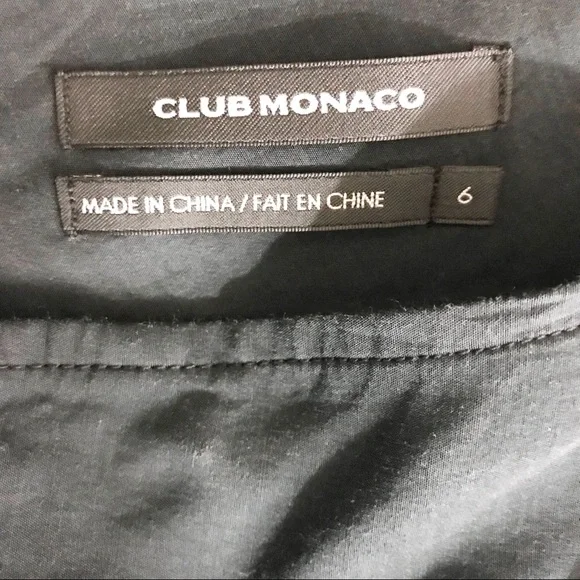 CLUB MONACO
MADE IN CHINA / FAIT EN CHINE 6